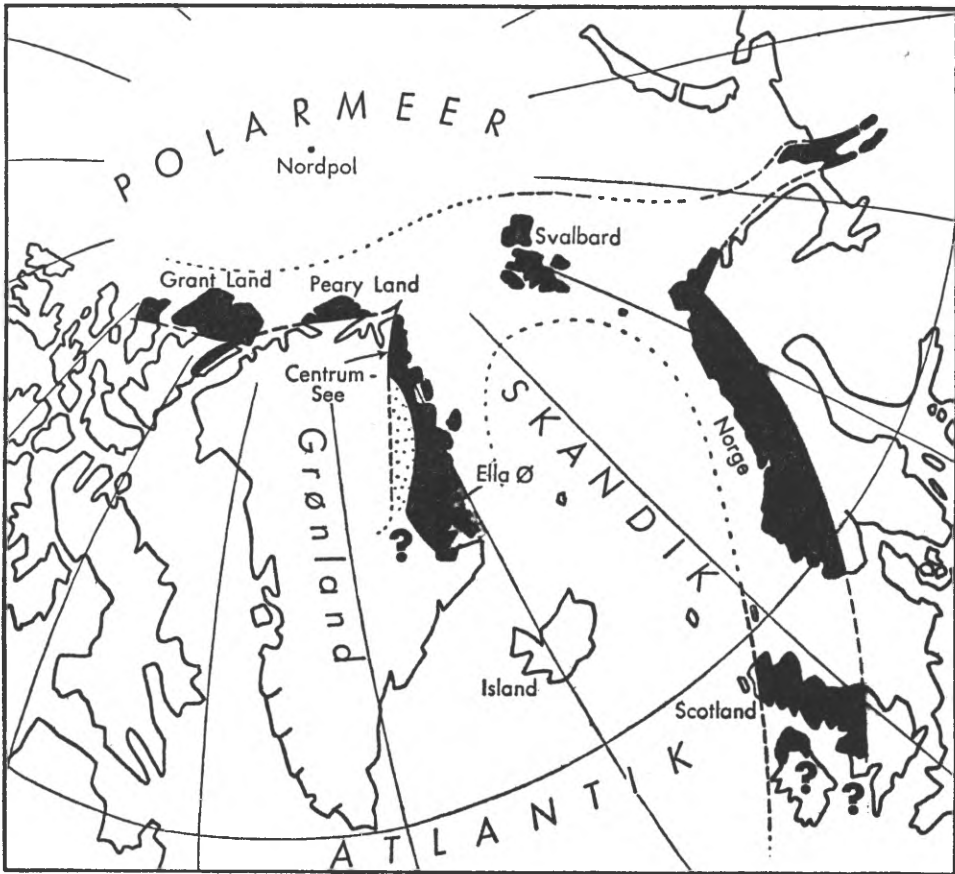 POLARMEER
Nordpol
Svalbard
Grant Land
Peary Land
Centrum-
See
SKANDIK
Norge
Grønland
Ella Ø
?
Island
Scotland
?
?
ATLANTIK